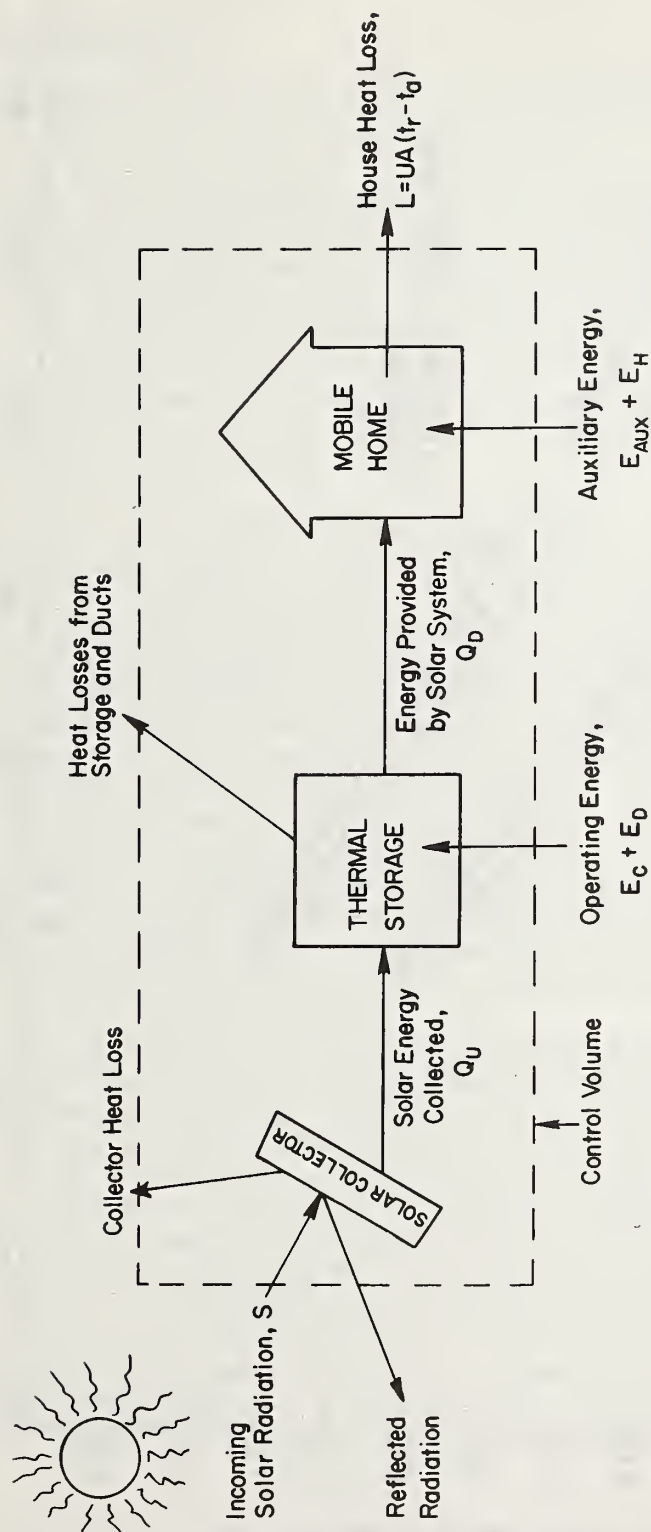 Incoming
Solar Radiation, S
Reflected
Radiation
Collector Heat Loss
SOLAR COLLECTOR
Solar Energy
Collected,
Q_U
Control Volume
Heat Losses from
Storage and Ducts
THERMAL
STORAGE
Operating Energy,
E_C + E_D
Energy Provided
by Solar System,
Q_D
MOBILE
HOME
Auxiliary Energy,
E_AUX + E_H
House Heat Loss,
L=UA(t_r-t_a)